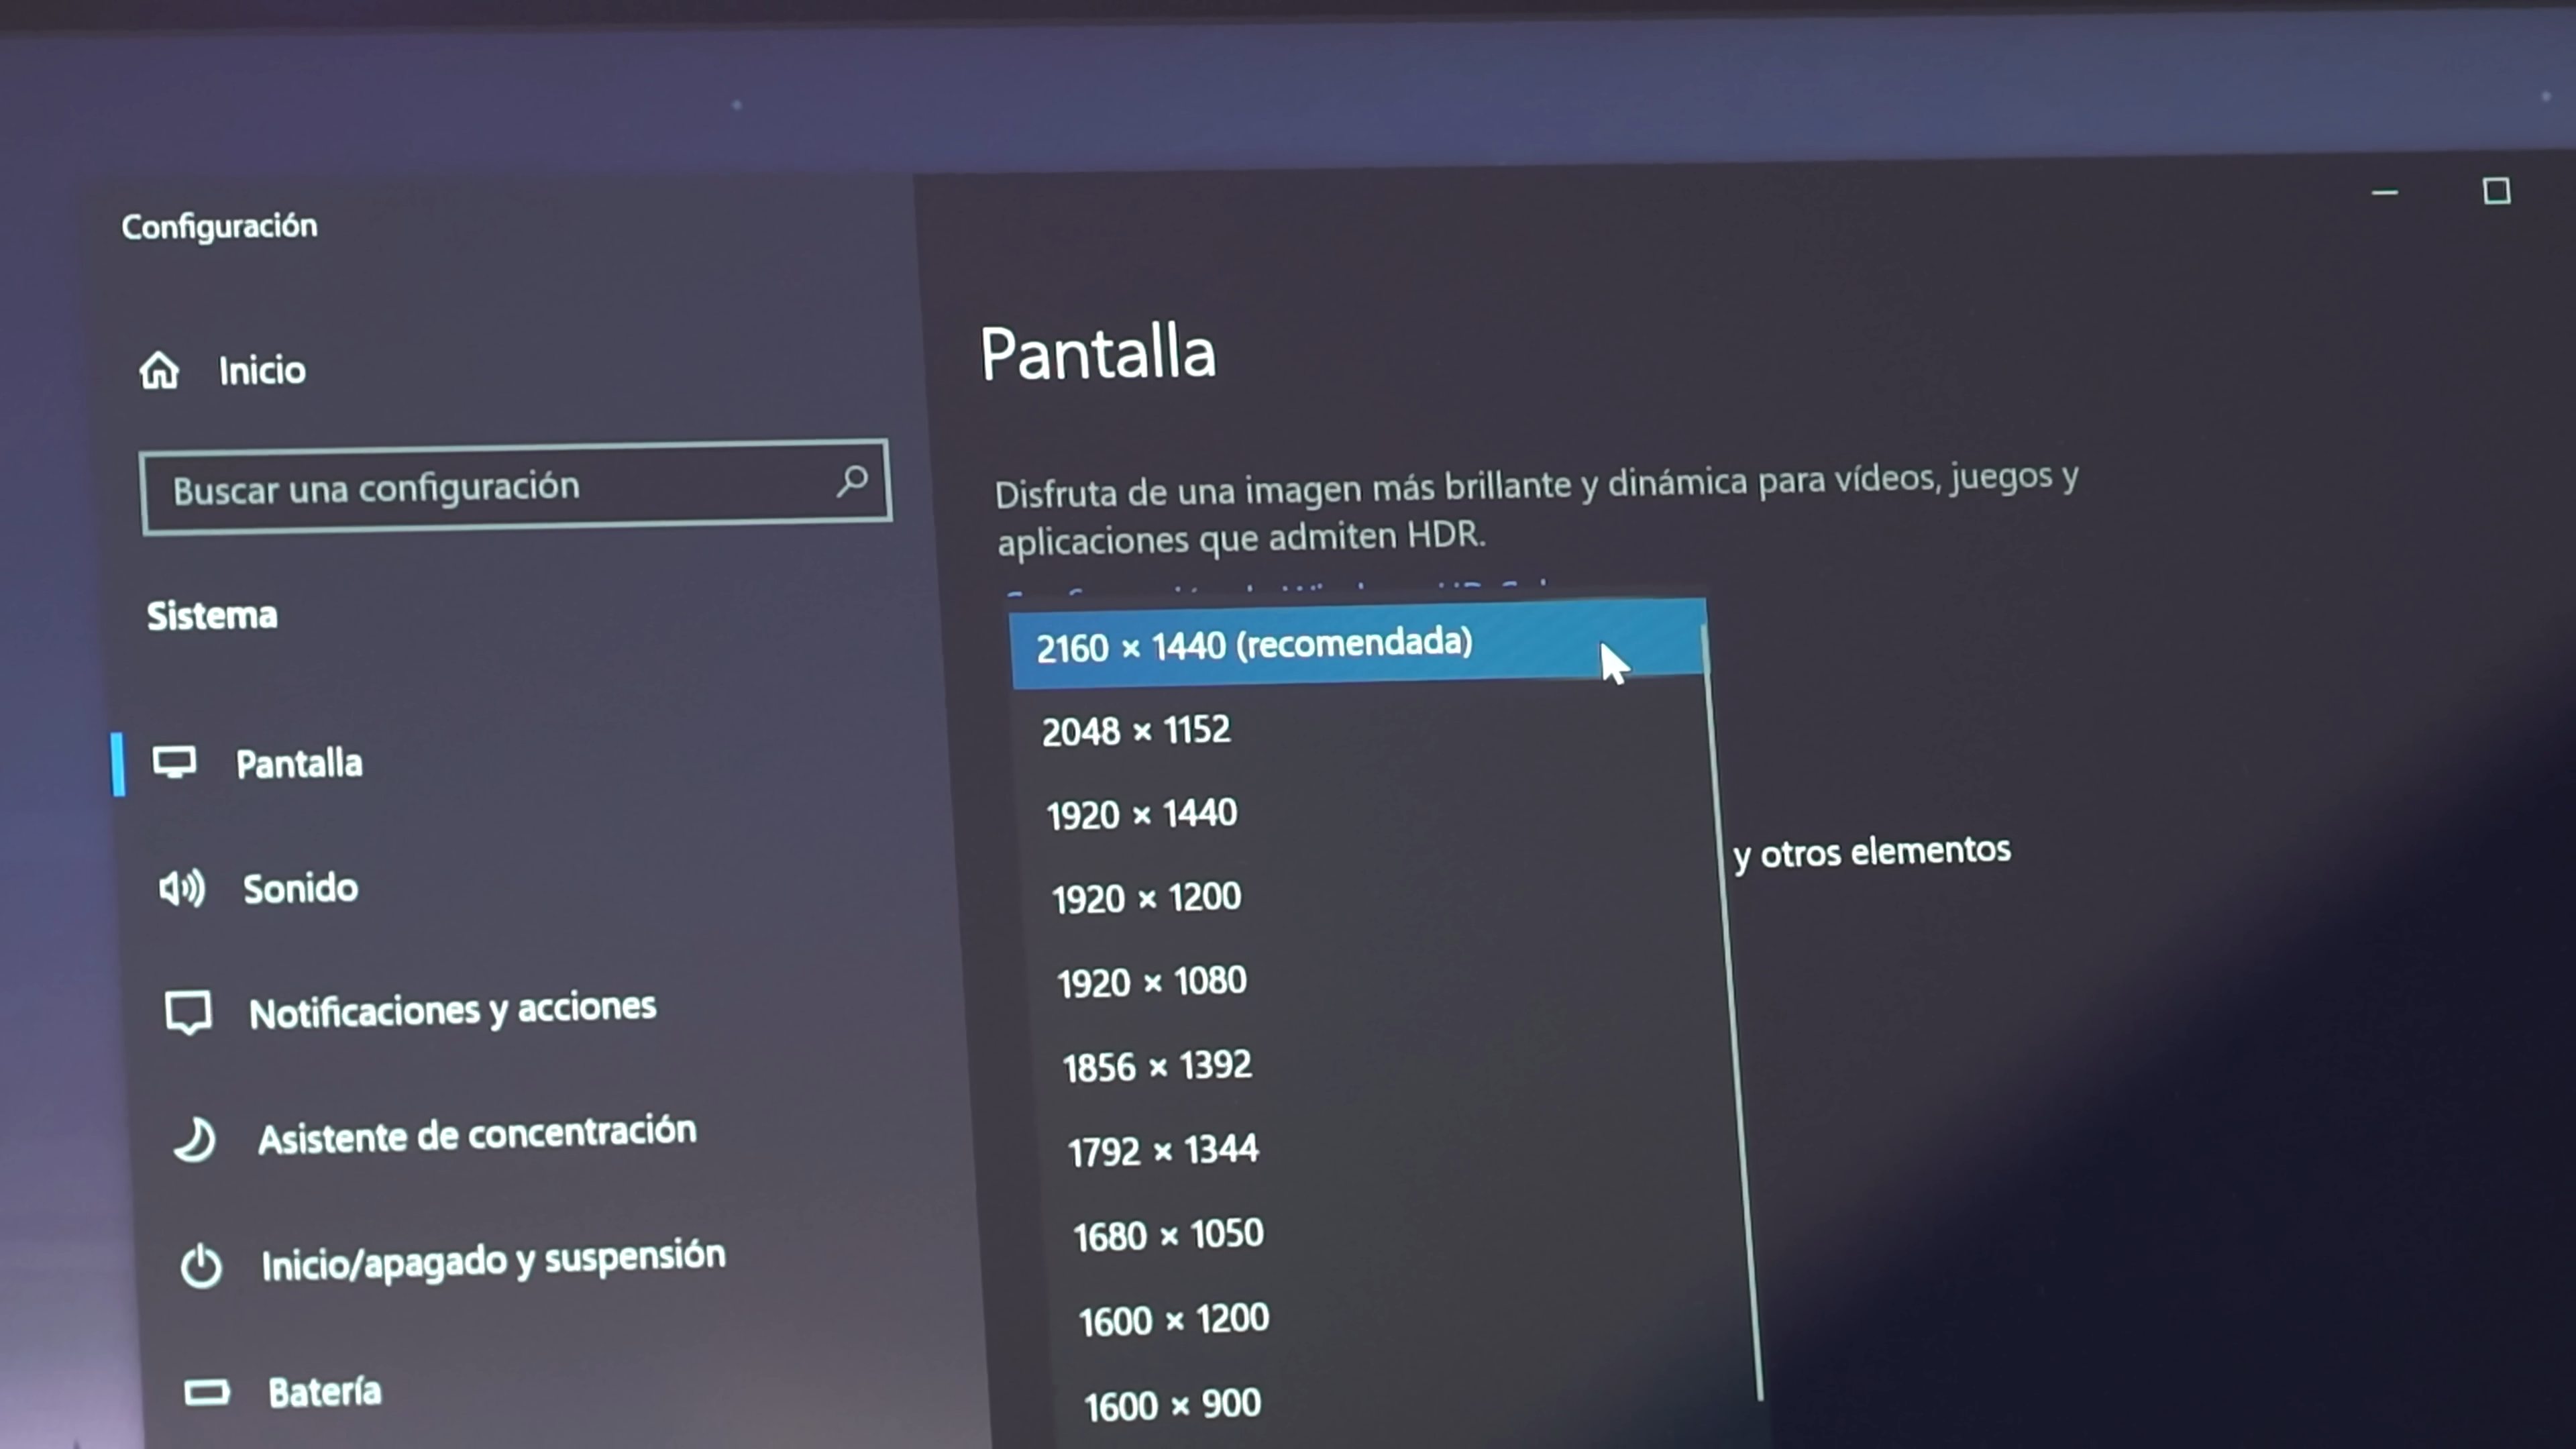 Configuración
Inicio
Buscar una configuración
Sistema
Pantalla
Sonido
Notificaciones y acciones
Asistente de concentración
Inicio/apagado y suspensión
Batería
Pantalla
Disfruta de una imagen más brillante y dinámica para vídeos, juegos y
aplicaciones que admiten HDR.
2160 × 1440 (recomendada)
2048 × 1152
1920 × 1440
y otros elementos
1920 × 1200
1920 × 1080
1856 × 1392
1792 × 1344
1680 × 1050
1600 × 1200
1600 × 900